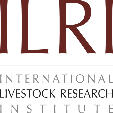 ILRI
INTERNATIONAL
LIVESTOCK RESEARCH
INSTITUTE